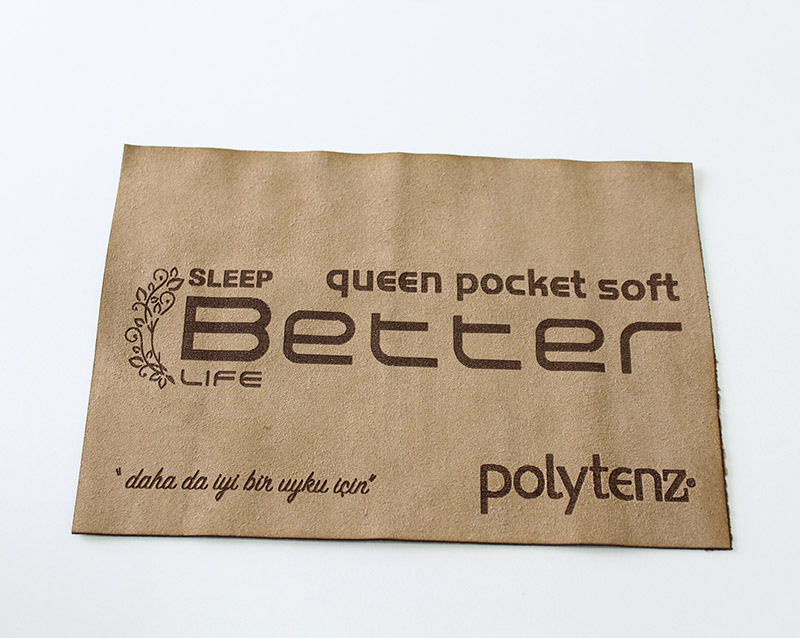 SLEEP queen pocket soft
Better
LIFE
"daha da iyi bir uyku için"
polytenz®